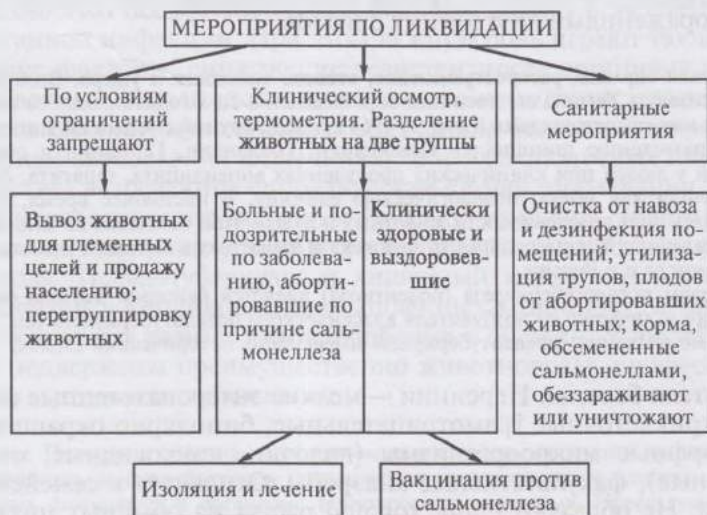 МЕРОПРИЯТИЯ ПО ЛИКВИДАЦИИ
По условиям
ограничений
запрещают
Клинический осмотр,
термометрия. Разделение
животных на две группы
Санитарные
мероприятия
Вывоз животных
для племенных
целей и продажу
населению;
перегруппировку
животных
Больные и по-
дозрительные
по заболева-
нию, аборти-
ровавшие по
причине саль-
монеллеза
Клинически
здоровые и
выздоровев-
шие
Очистка от навоза
и дезинфекция по-
мещений; утилиза-
ция трупов, плодов
от абортировавших
животных; корма,
обсемененные
сальмонеллами,
обеззараживают
или уничтожают
Изоляция и лечение
Вакцинация против
сальмонеллеза